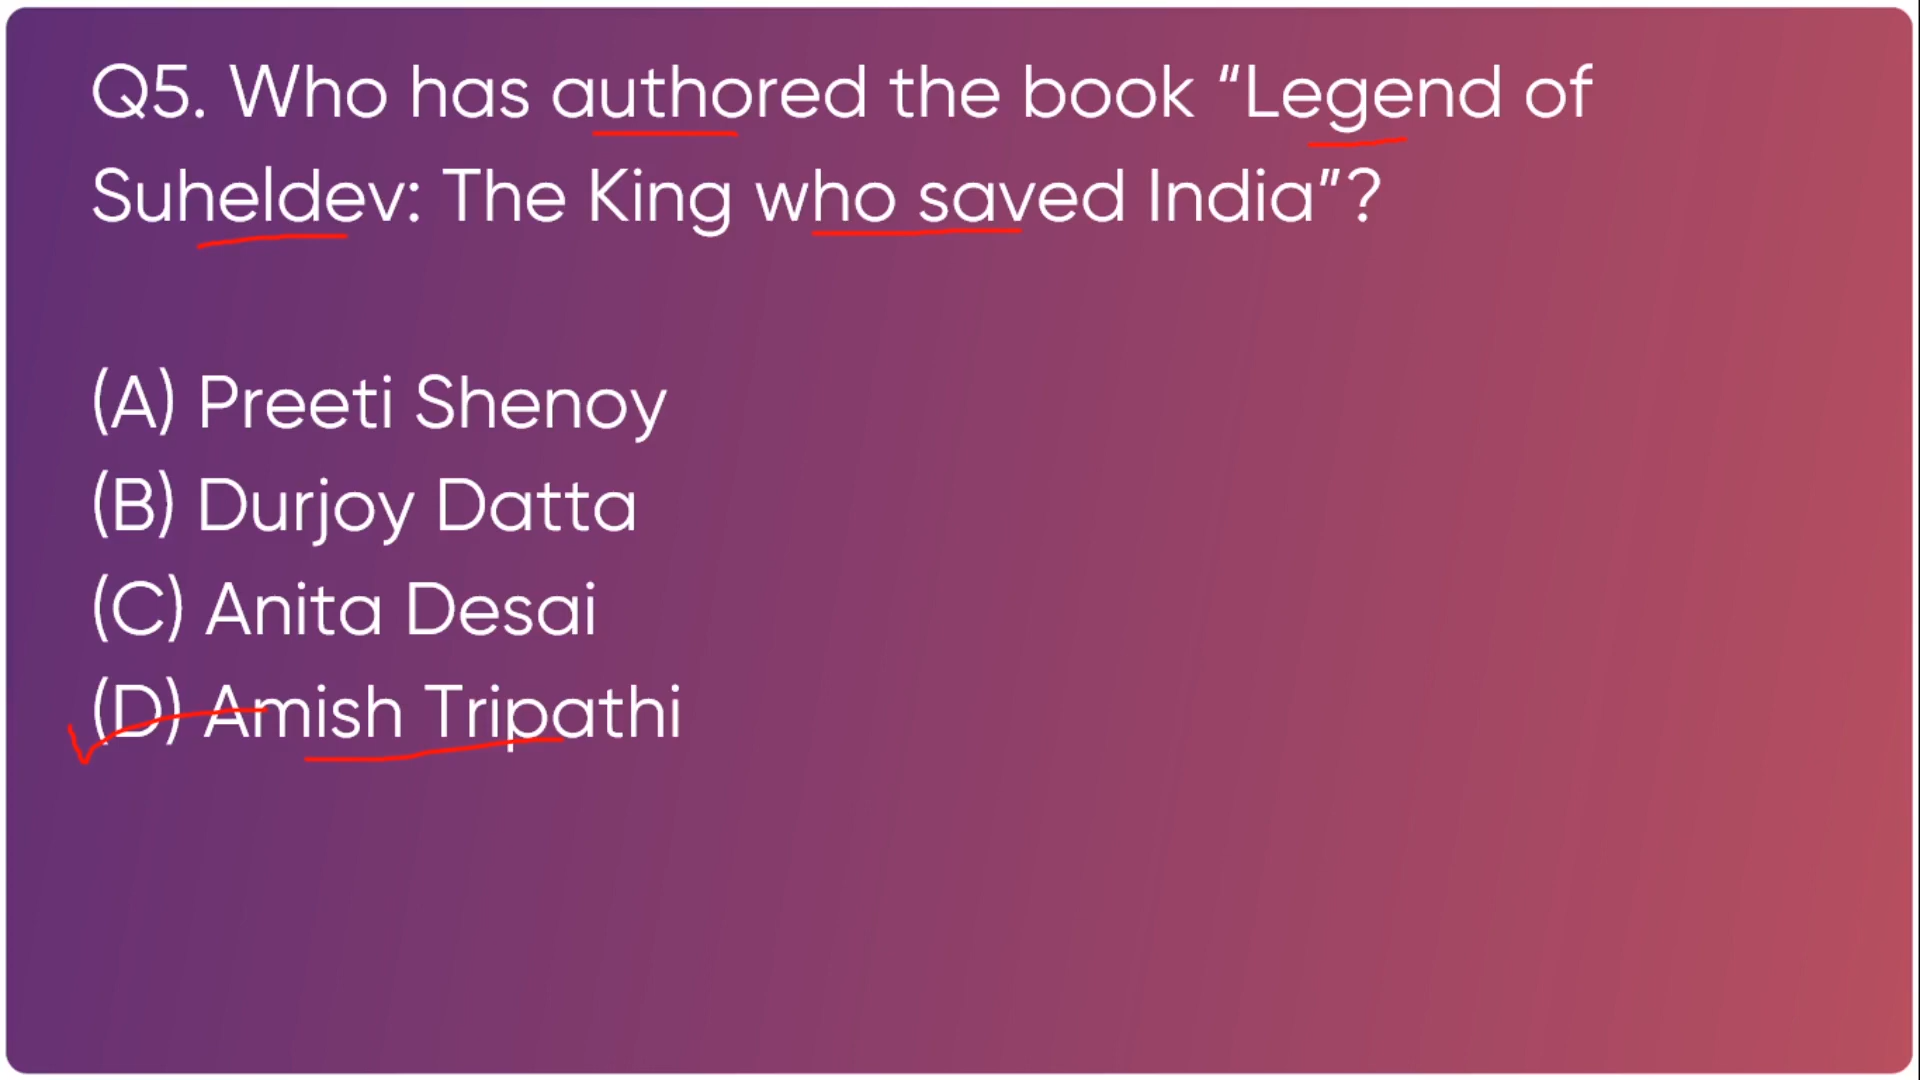 Q5. Who has authored the book “Legend of
Suheldev: The King who saved India”?
(A) Preeti Shenoy
(B) Durjoy Datta
(C) Anita Desai
(D) Amish Tripathi